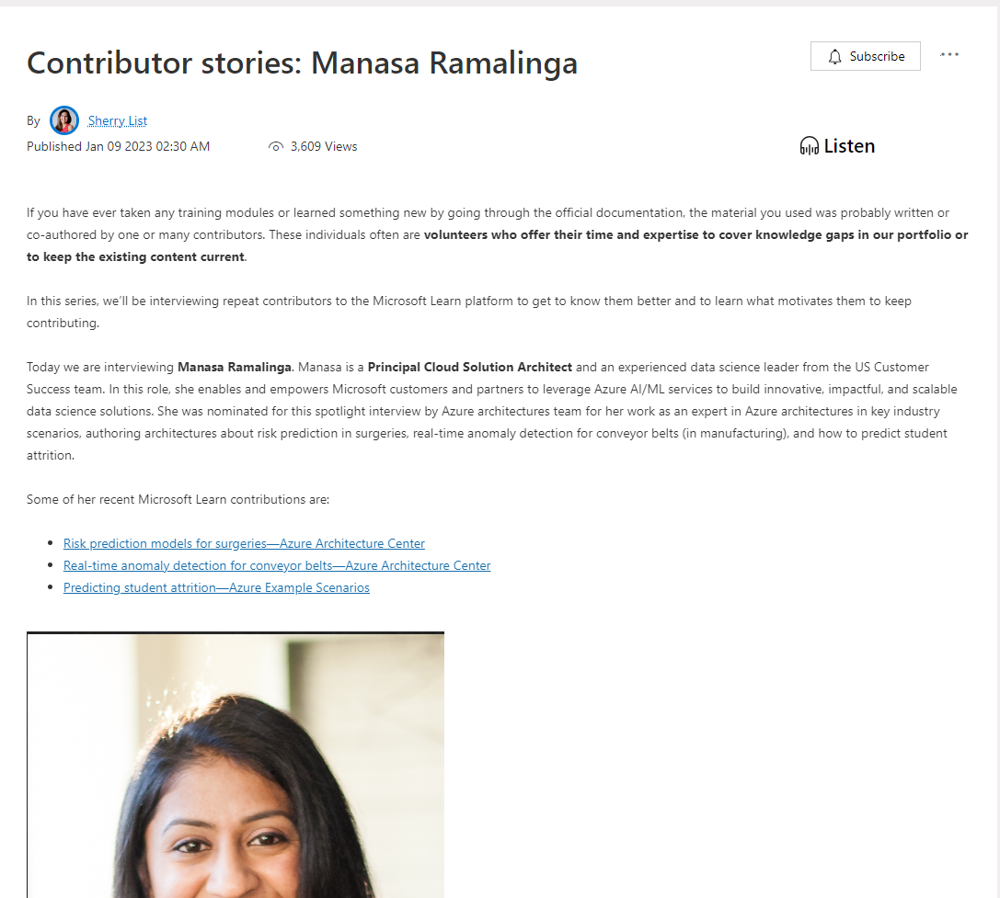 Contributor stories: Manasa Ramalinga
Subscribe
By Sherry List
Published Jan 09 2023 02:30 AM 3,609 Views
Listen
If you have ever taken any training modules or learned something new by going through the official documentation, the material you used was probably written or
co-authored by one or many contributors. These individuals often are volunteers who offer their time and expertise to cover knowledge gaps in our portfolio or
to keep the existing content current.
In this series, we’ll be interviewing repeat contributors to the Microsoft Learn platform to get to know them better and to learn what motivates them to keep
contributing.
Today we are interviewing Manasa Ramalinga. Manasa is a Principal Cloud Solution Architect and an experienced data science leader from the US Customer
Success team. In this role, she enables and empowers Microsoft customers and partners to leverage Azure AI/ML services to build innovative, impactful, and scalable
data science solutions. She was nominated for this spotlight interview by Azure architectures team for her work as an expert in Azure architectures in key industry
scenarios, authoring architectures about risk prediction in surgeries, real-time anomaly detection for conveyor belts (in manufacturing), and how to predict student
attrition.
Some of her recent Microsoft Learn contributions are:
Risk prediction models for surgeries—Azure Architecture Center
Real-time anomaly detection for conveyor belts—Azure Architecture Center
Predicting student attrition—Azure Example Scenarios